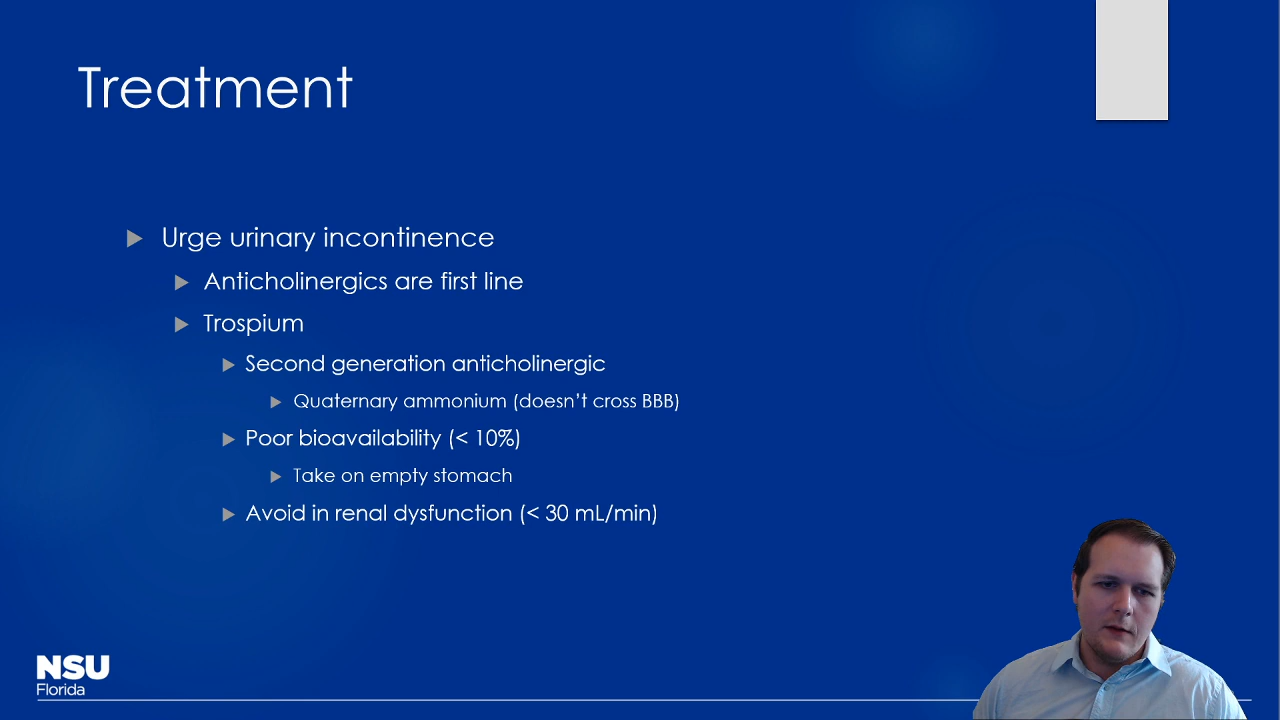 Treatment
Urge urinary incontinence
Anticholinergics are first line
Trospium
Second generation anticholinergic
Quaternary ammonium (doesn't cross BBB)
Poor bioavailability (< 10%)
Take on empty stomach
Avoid in renal dysfunction (< 30 mL/min)
NSU
Florida